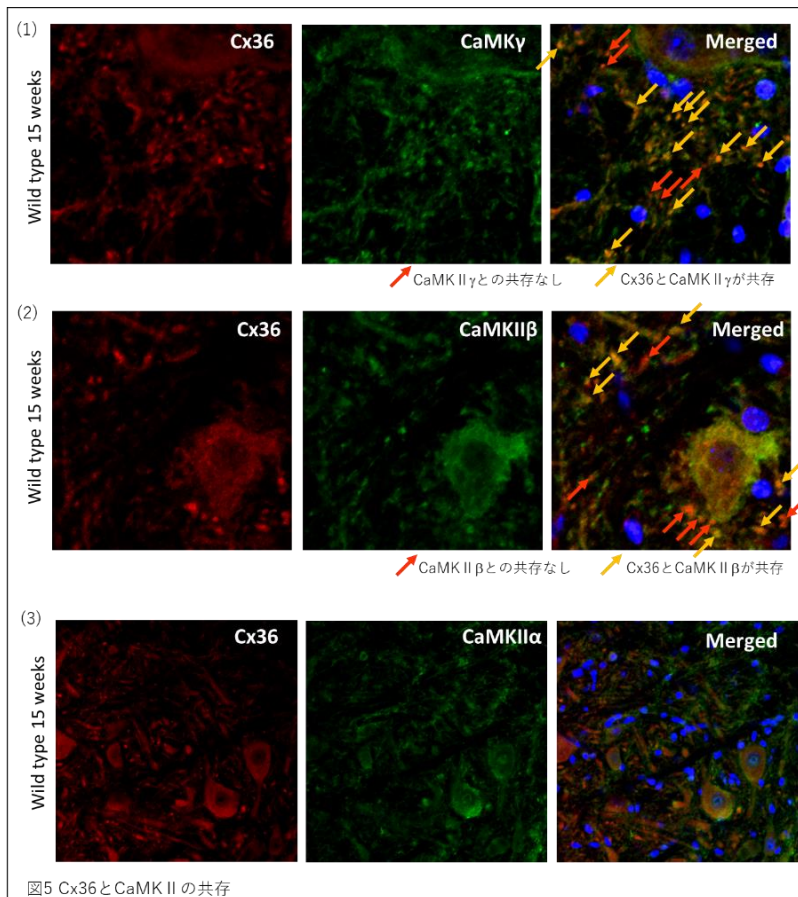 (1)
Wild type 15 weeks
Cx36
CaMKγ
Merged
CaMKⅡγとの共存なし
Cx36とCaMKⅡγが共存
(2)
Wild type 15 weeks
Cx36
CaMKIIβ
Merged
CaMKⅡβとの共存なし
Cx36とCaMKⅡβが共存
(3)
Wild type 15 weeks
Cx36
CaMKIIα
Merged
図5 Cx36とCaMKⅡの共存